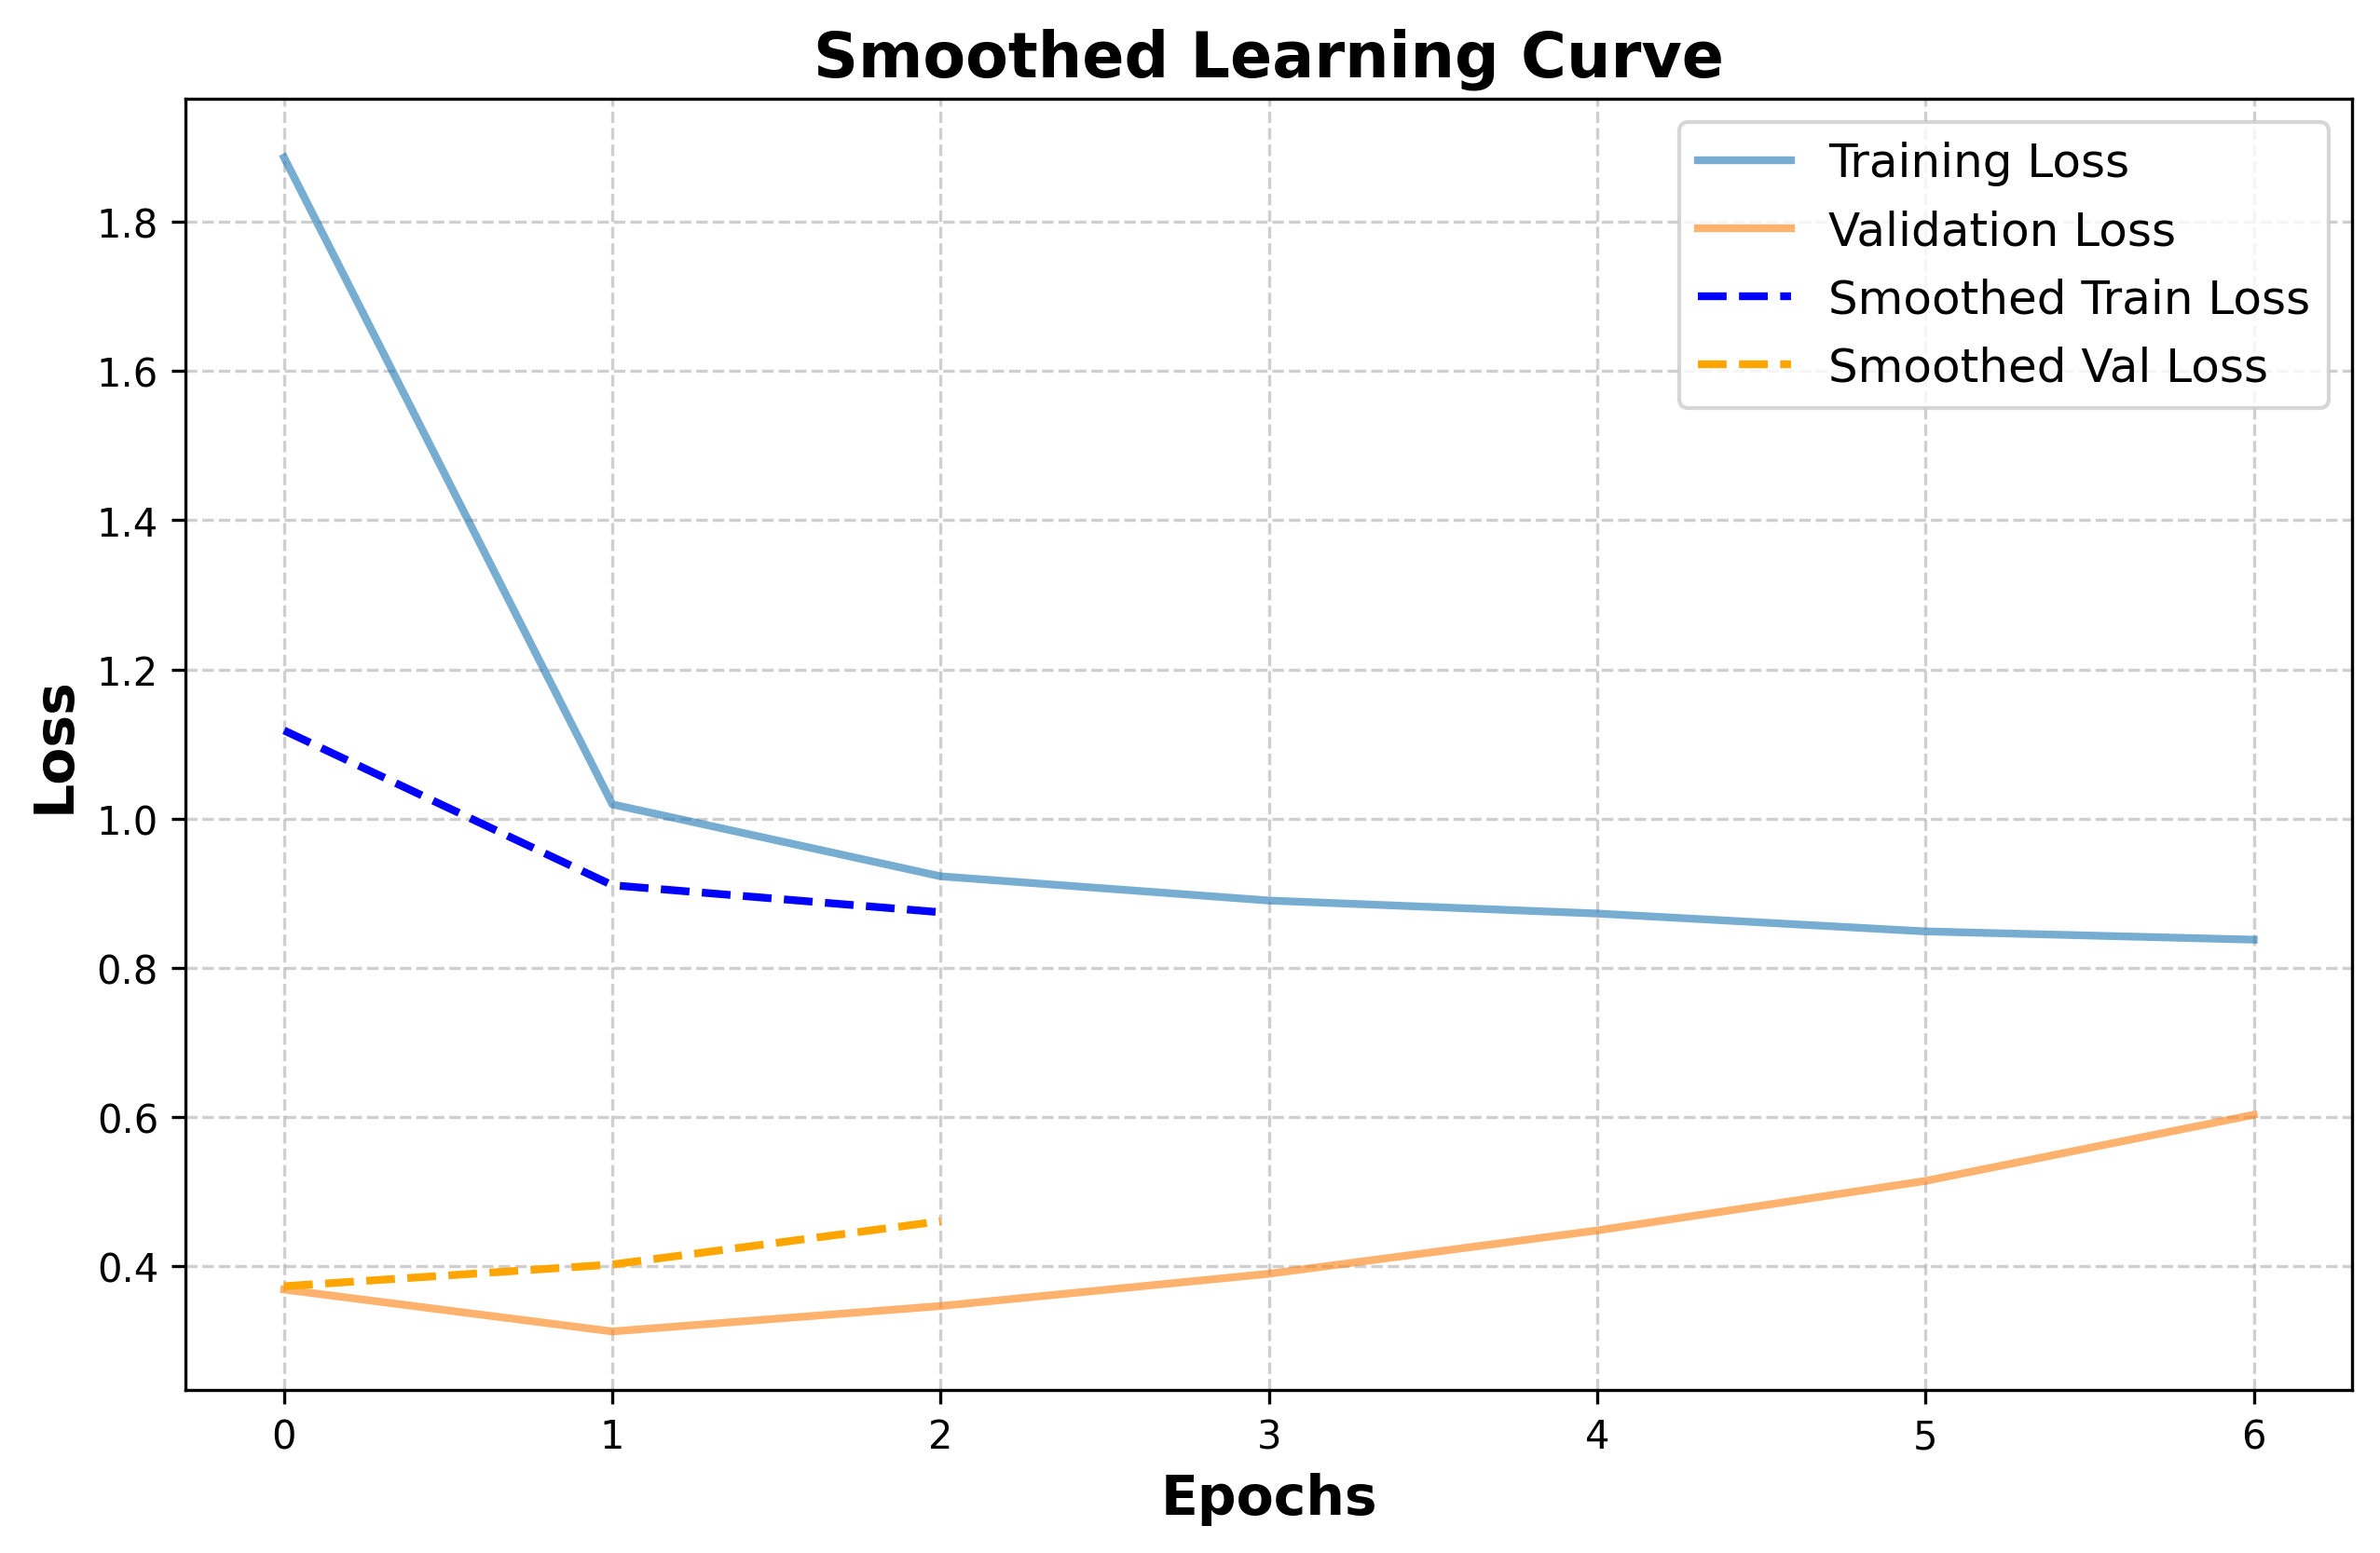 Smoothed Learning Curve
Training Loss
Validation Loss
Smoothed Train Loss
Smoothed Val Loss
1.8
1.6
1.4
1.2
1.0
0.8
0.6
0.4
Loss
0 1 2 3 4 5 6
Epochs